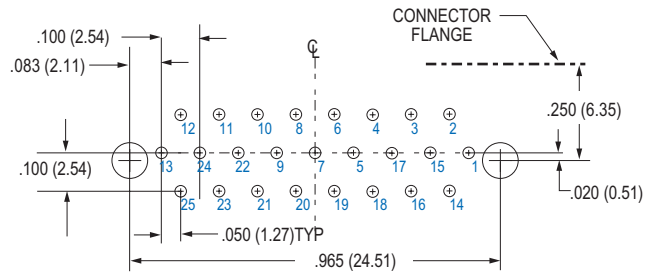 CONNECTOR
FLANGE
.100 (2.54)
.083 (2.11)
℄
.250 (6.35)
12 11 10 8 6 4 3 2
.100 (2.54)
13 24 22 9 7 5 17 15 1
.020 (0.51)
25 23 21 20 19 18 16 14
.050 (1.27)TYP
.965 (24.51)